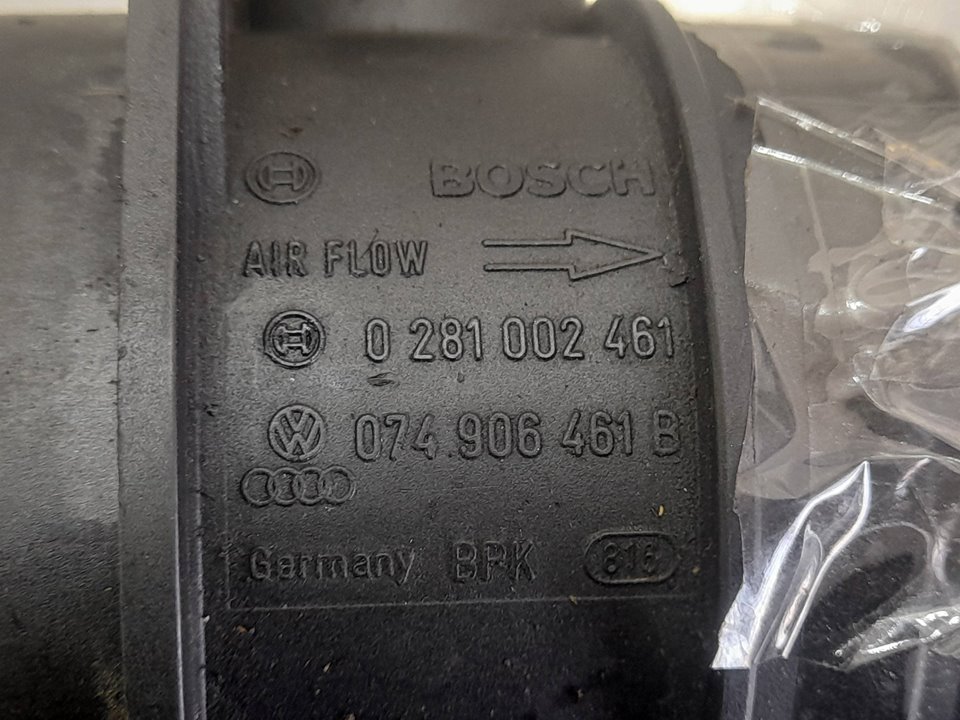 BOSCH
AIR FLOW
0 281 002 461
074 906 461 B
Germany BPK 816